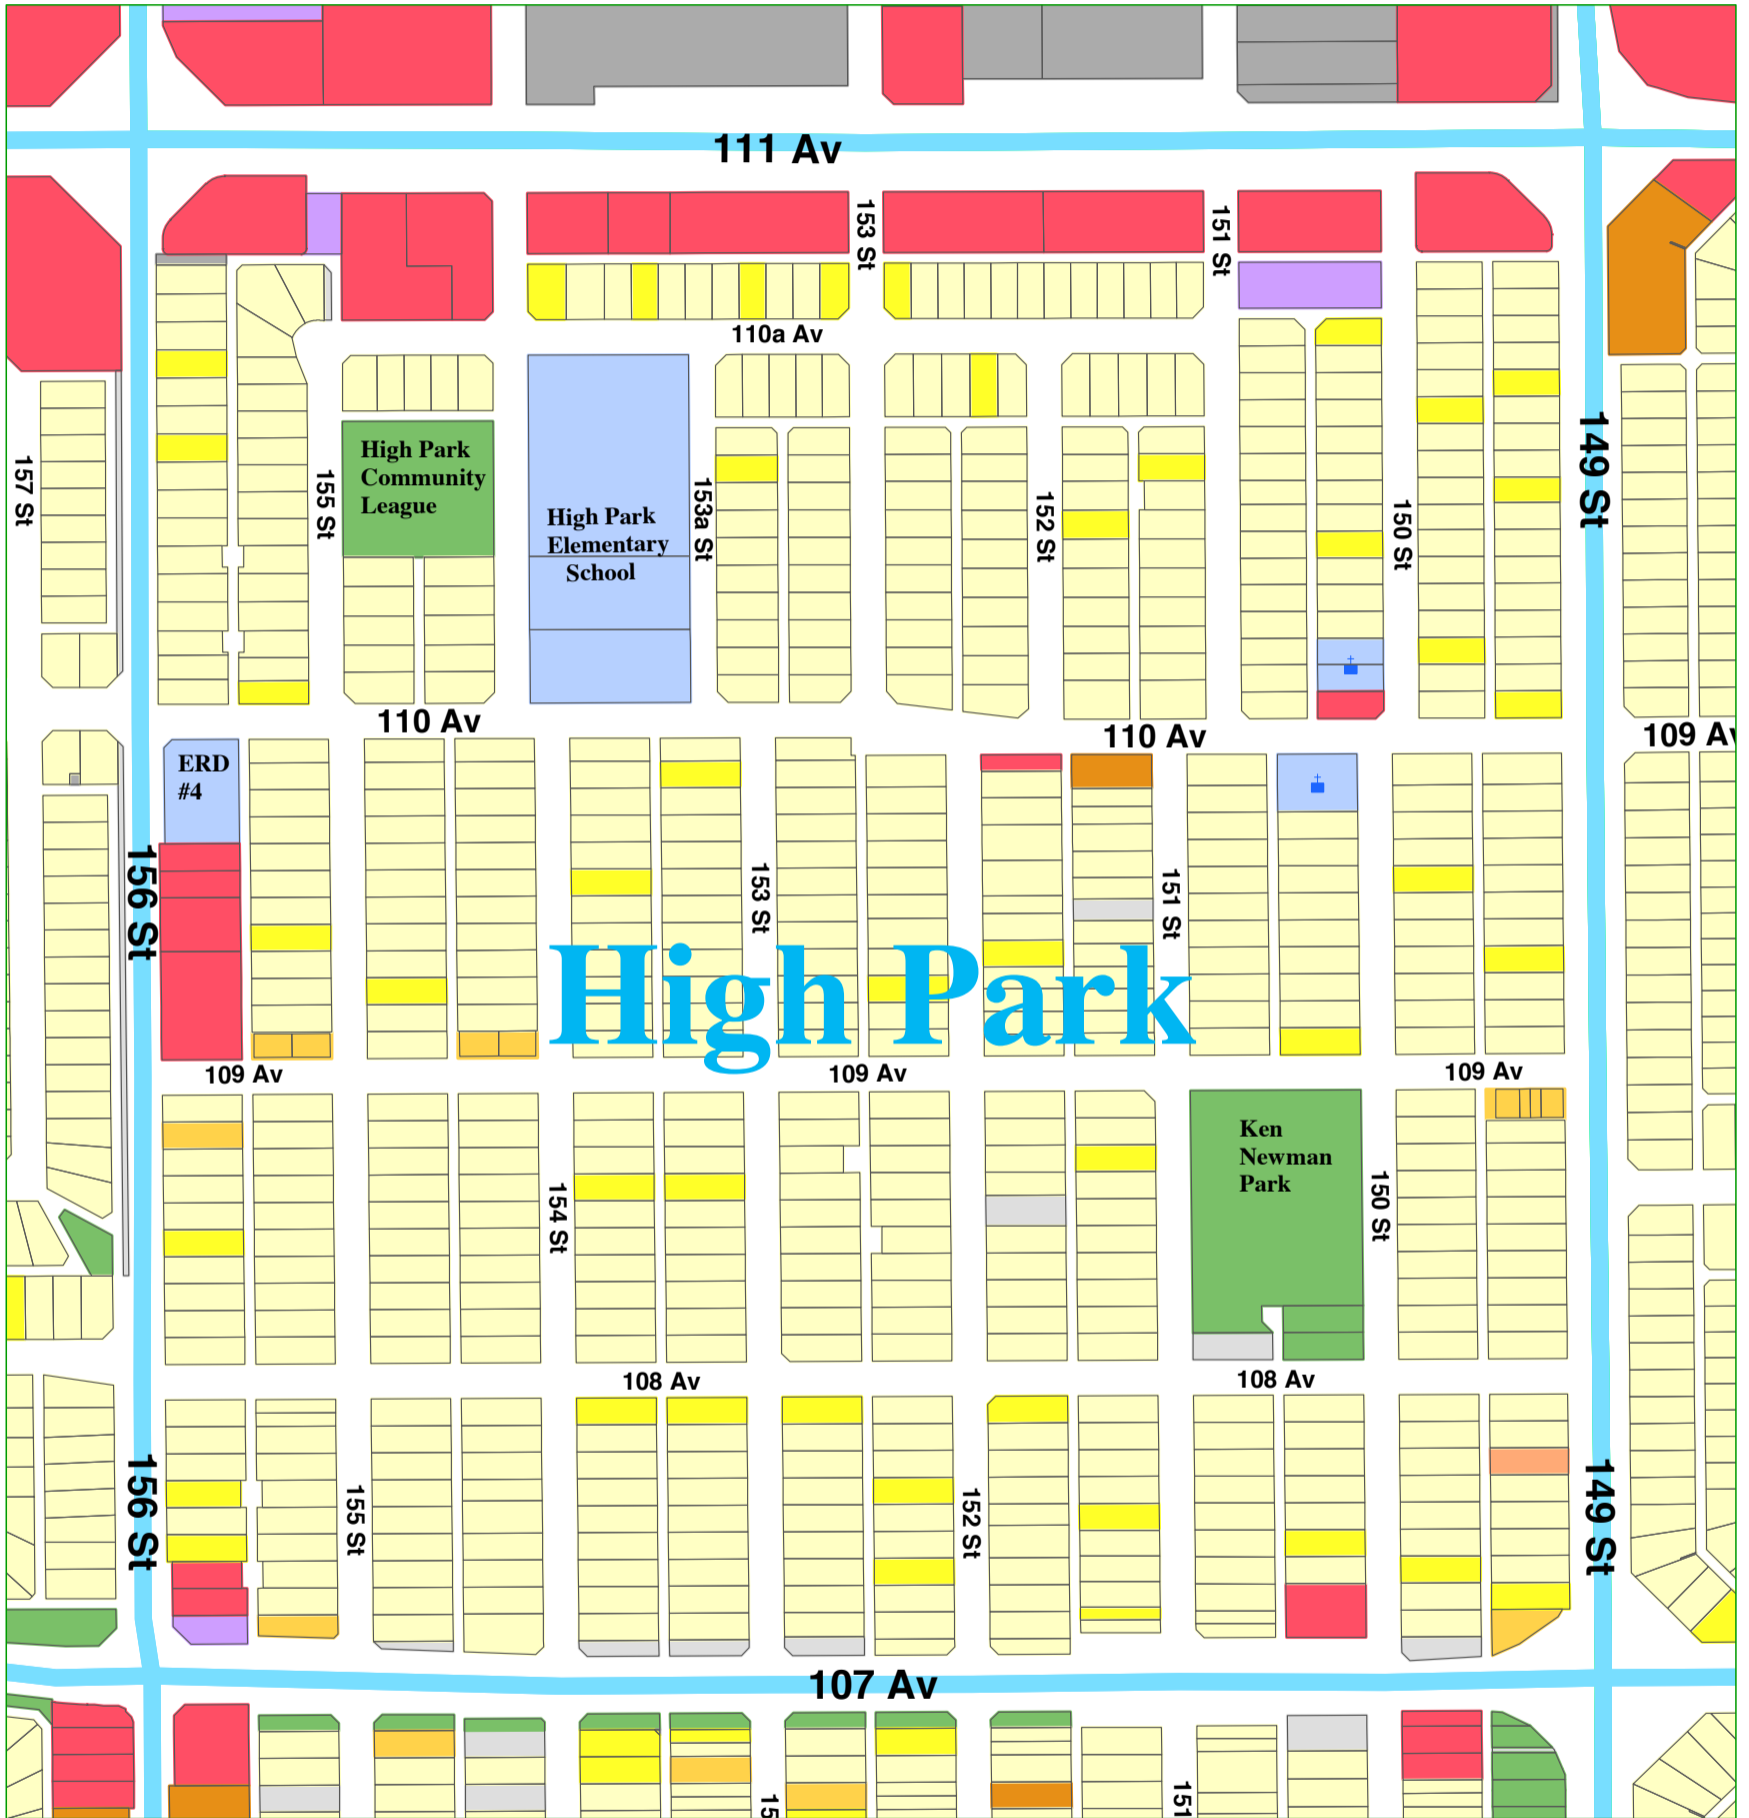 111 Av
153 St
151 St
110a Av
High Park
Community
League
157 St
155 St
High Park
Elementary
School
153a St
152 St
150 St
149 St
110 Av
110 Av
109 Av
ERD
#4
156 St
153 St
151 St
High Park
109 Av
109 Av
109 Av
Ken
Newman
Park
154 St
150 St
108 Av
108 Av
156 St
155 St
152 St
149 St
107 Av
15
151